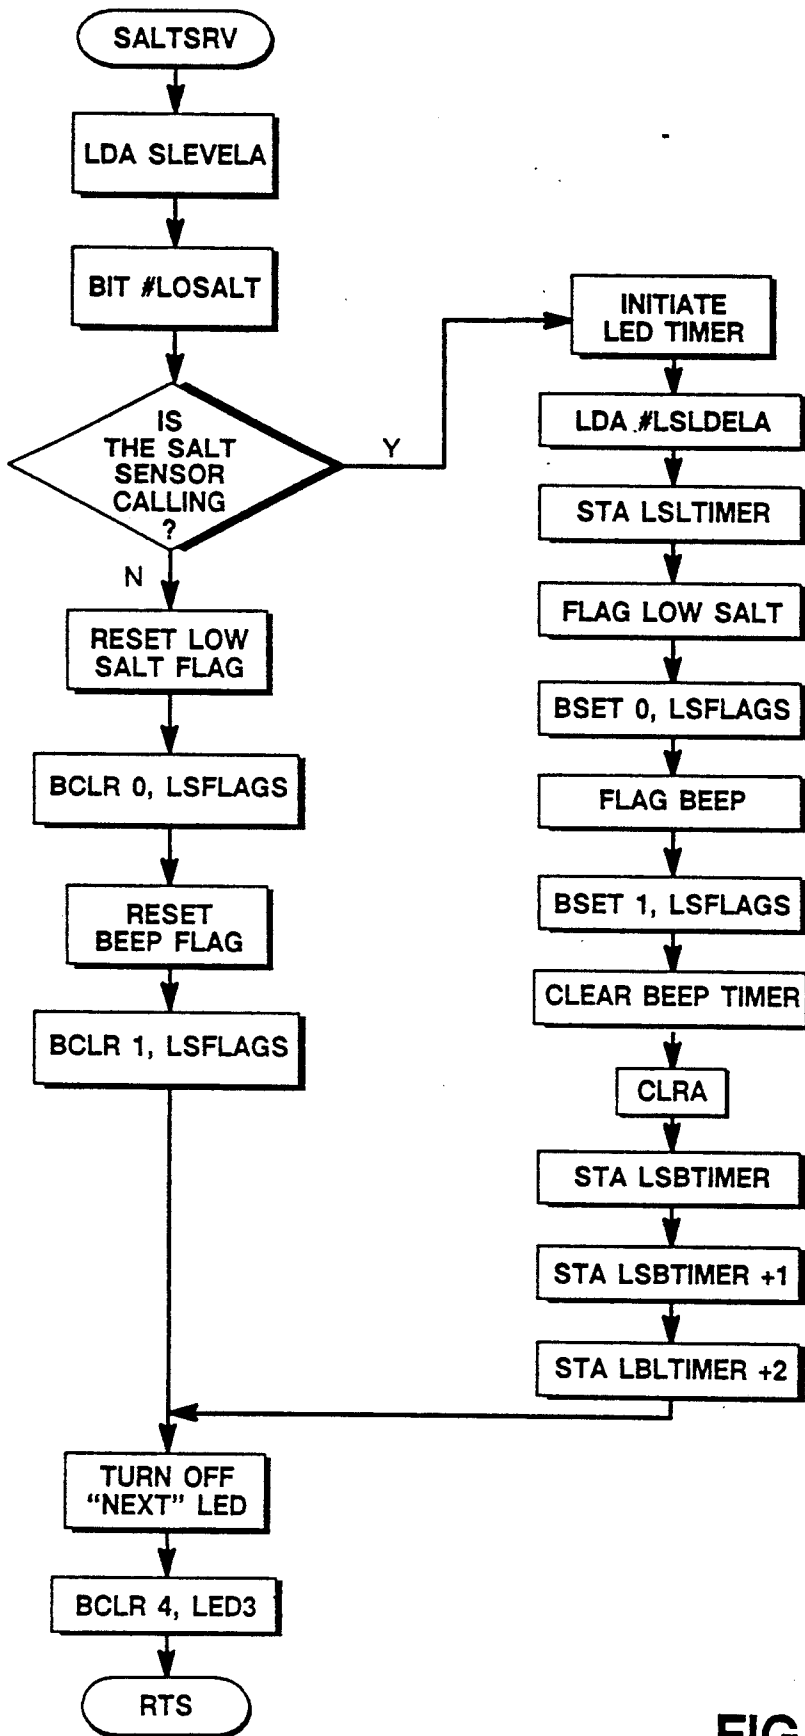 SALTSRV
LDA SLEVELA
BIT #LOSALT
IS
THE SALT
SENSOR
CALLING
?
Y
N
RESET LOW
SALT FLAG
BCLR 0, LSFLAGS
RESET
BEEP FLAG
BCLR 1, LSFLAGS
INITIATE
LED TIMER
LDA #LSLDELA
STA LSLTIMER
FLAG LOW SALT
BSET 0, LSFLAGS
FLAG BEEP
BSET 1, LSFLAGS
CLEAR BEEP TIMER
CLRA
STA LSBTIMER
STA LSBTIMER +1
STA LBLTIMER +2
TURN OFF
"NEXT" LED
BCLR 4, LED3
RTS
FIG